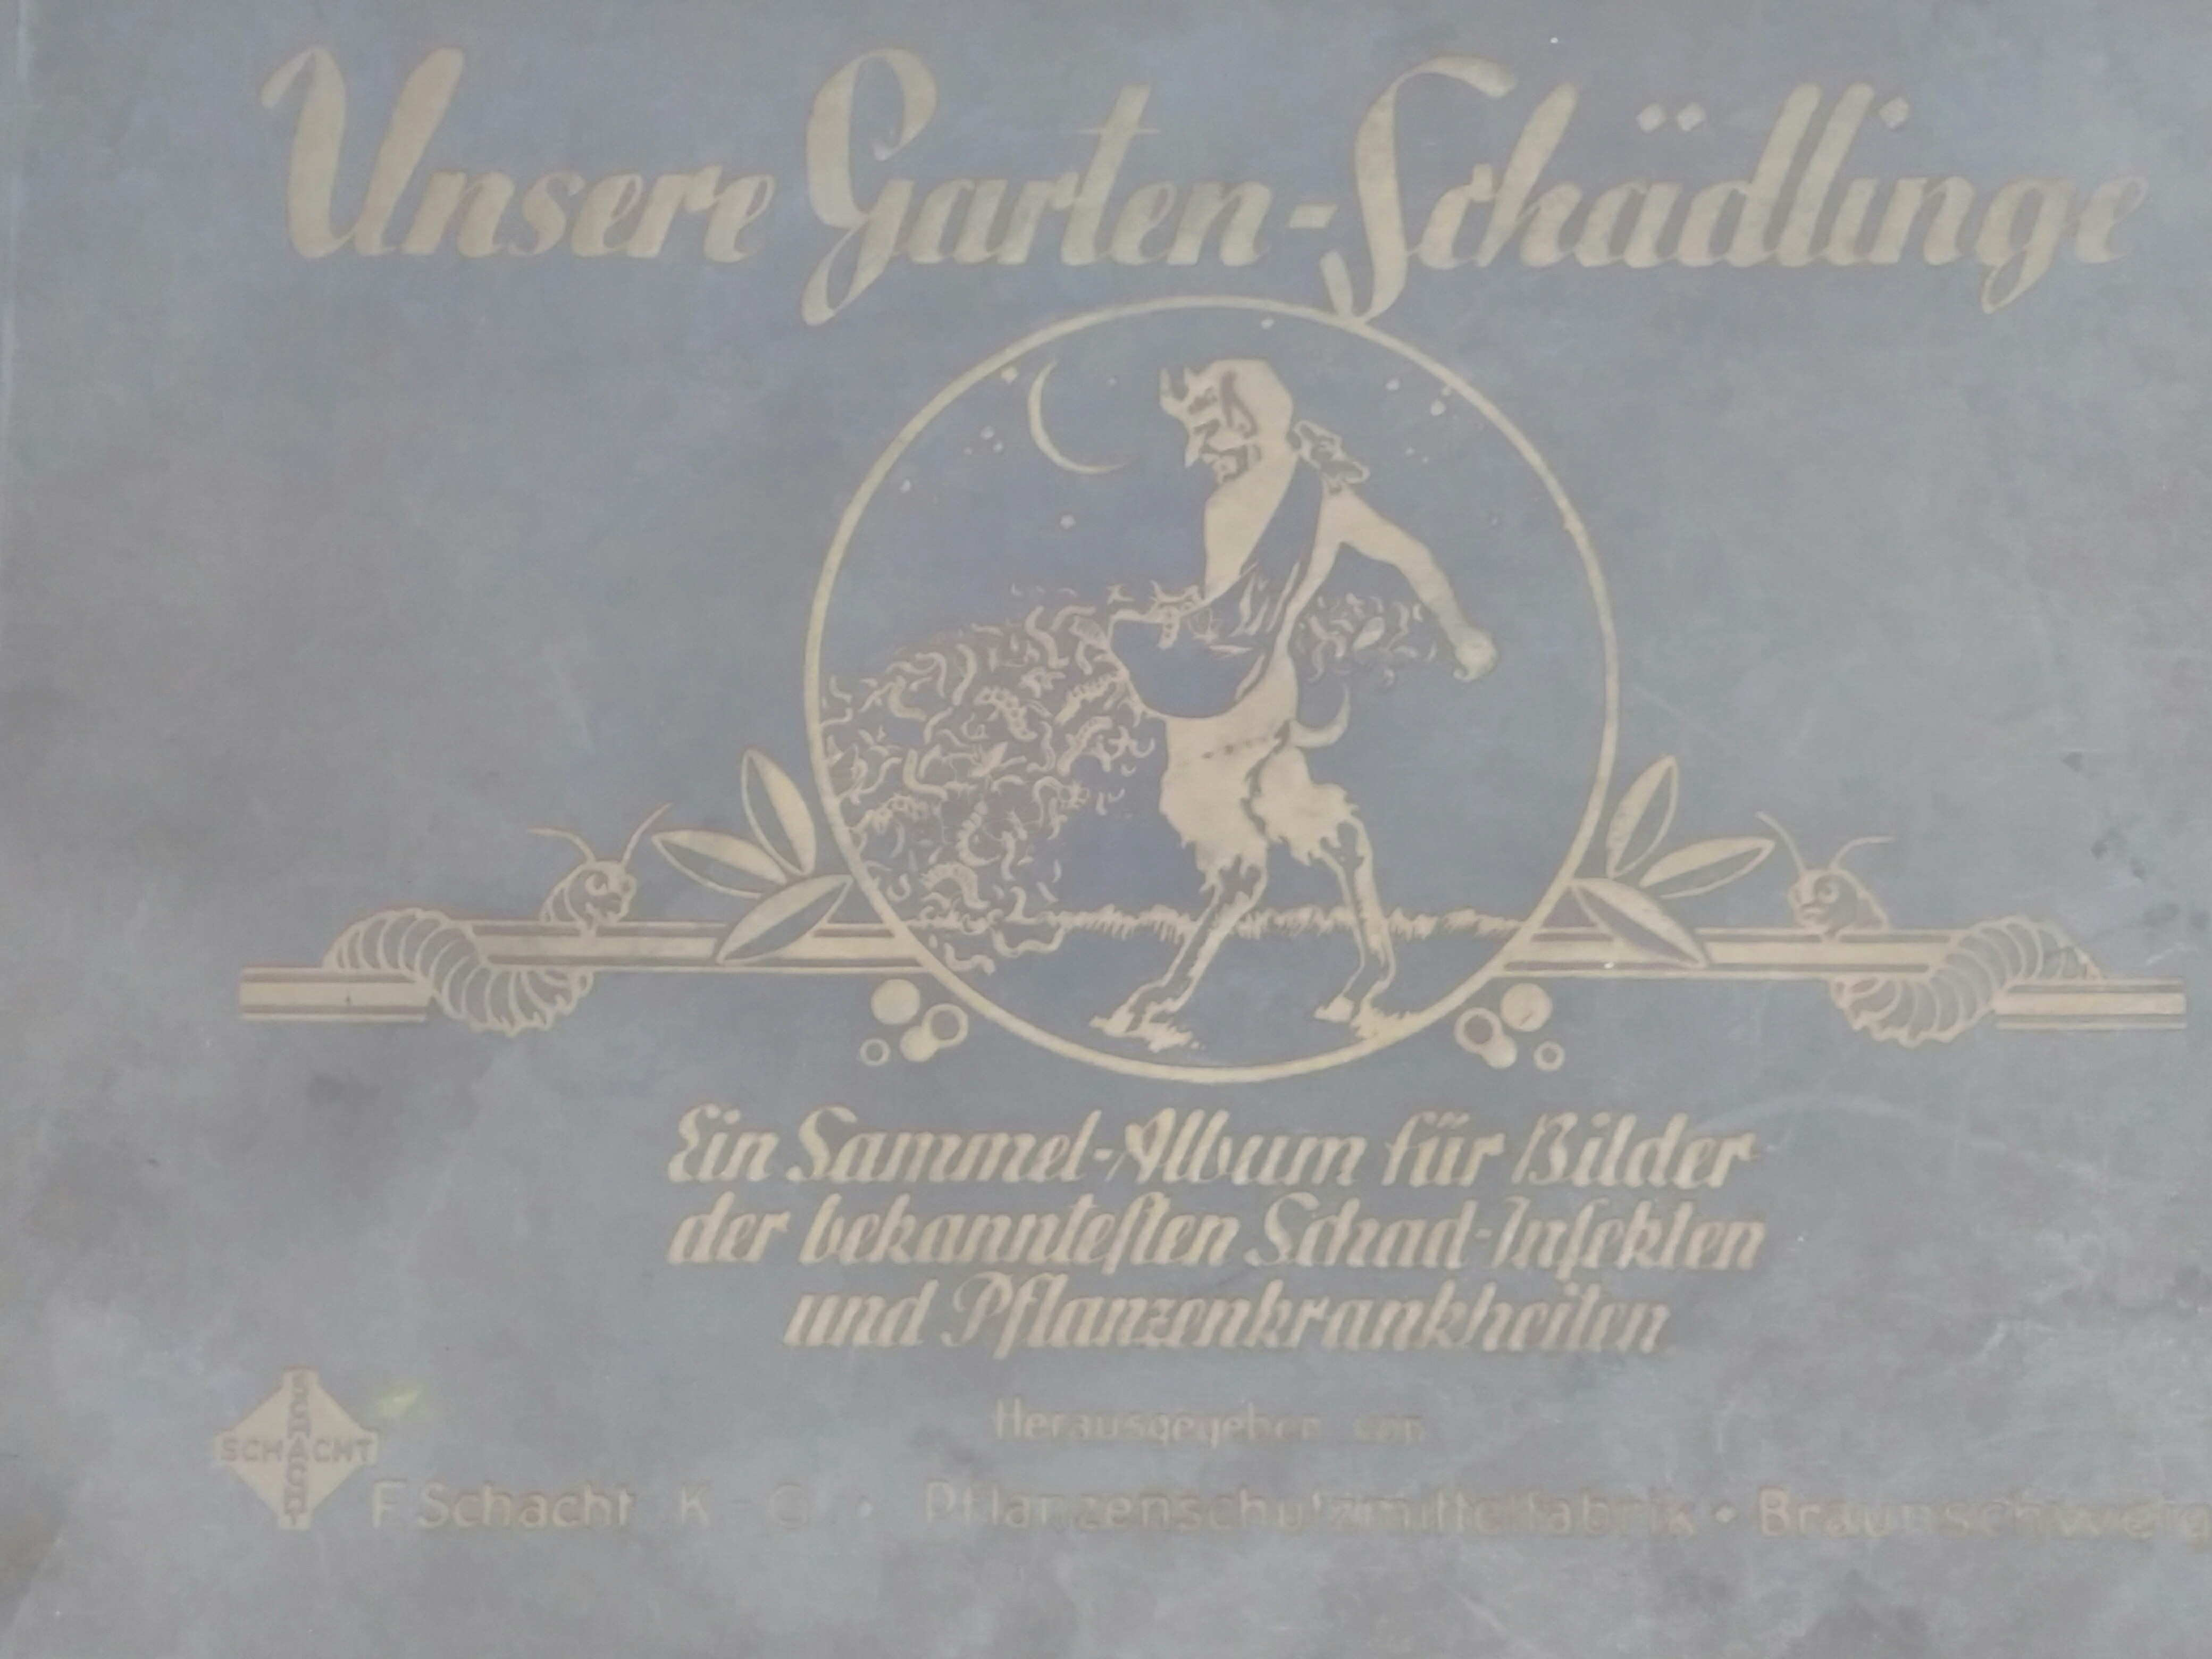 Unsere Garten-Schädlinge
Ein Sammel-Album für Bilder
der bekanntesten Schad-Insekten
und Pflanzenkrankheiten
Herausgegeben von
SCHACHT
SCHACHT
F Schacht K-G • Pflanzenschutzmittelfabrik • Braunschweig